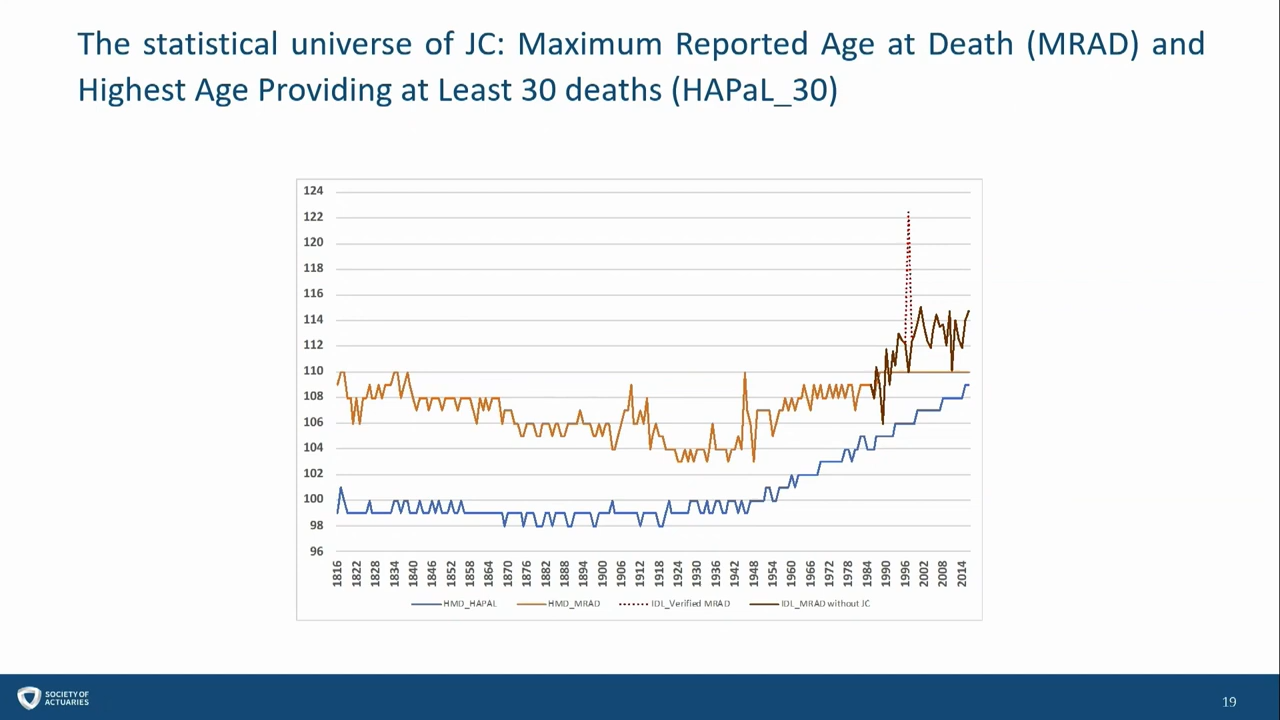 The statistical universe of JC: Maximum Reported Age at Death (MRAD) and
Highest Age Providing at Least 30 deaths (HAPaL_30)
124
122
120
118
116
114
112
110
108
106
104
102
100
98
96
1816 1822 1828 1834 1840 1846 1852 1858 1864 1870 1876 1882 1888 1894 1900 1906 1912 1918 1924 1930 1936 1942 1948 1954 1960 1966 1972 1978 1984 1990 1996 2002 2008 2014
HMD_HAPAL HMD_MRAD IDL_Verified MRAD IDL_MRAD without JC
SOCIETY OF
ACTUARIES
19